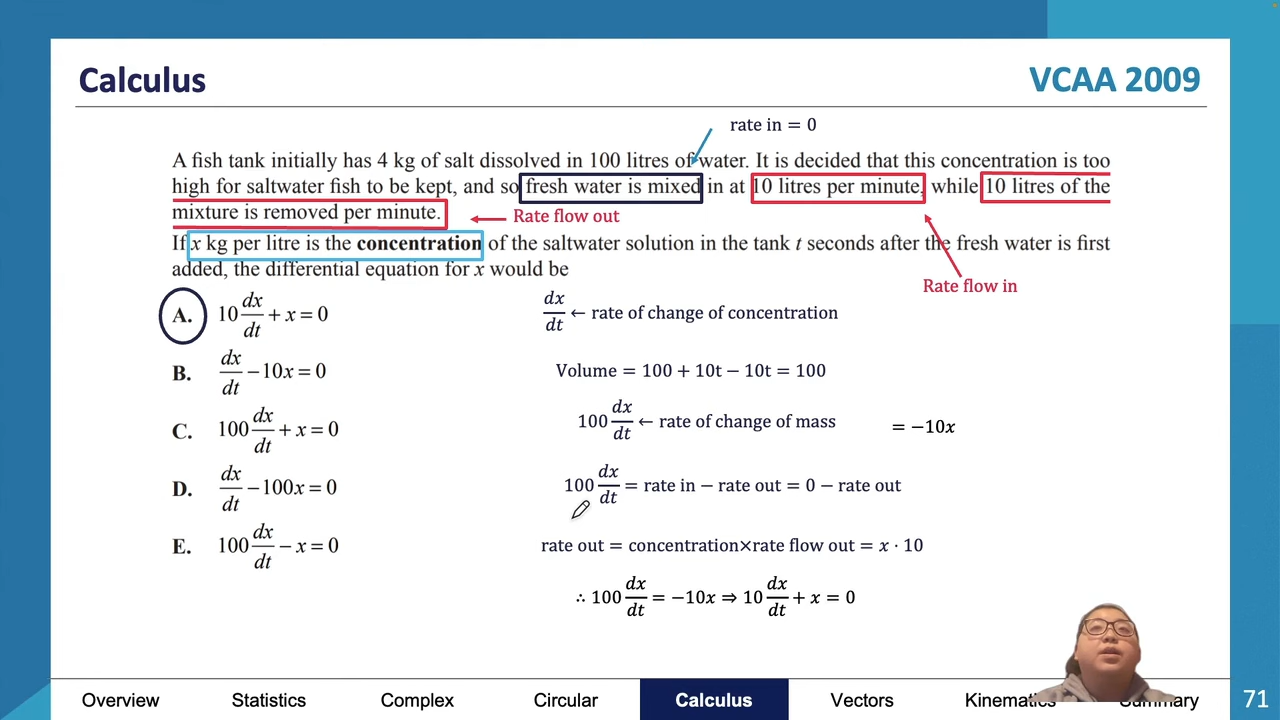 Calculus
VCAA 2009
rate in = 0
A fish tank initially has 4 kg of salt dissolved in 100 litres of water. It is decided that this concentration is too
high for saltwater fish to be kept, and so fresh water is mixed in at 10 litres per minute, while 10 litres of the
mixture is removed per minute.
Rate flow out
If x kg per litre is the concentration of the saltwater solution in the tank t seconds after the fresh water is first
added, the differential equation for x would be
Rate flow in
A. 10 dx/dt + x = 0
dx/dt ← rate of change of concentration
B. dx/dt − 10x = 0
Volume = 100 + 10t − 10t = 100
C. 100 dx/dt + x = 0
100 dx/dt ← rate of change of mass
= −10x
D. dx/dt − 100x = 0
100 dx/dt = rate in − rate out = 0 − rate out
E. 100 dx/dt − x = 0
rate out = concentration×rate flow out = x · 10
∴ 100 dx/dt = −10x ⇒ 10 dx/dt + x = 0
Overview
Statistics
Complex
Circular
Calculus
Vectors
Kinematics
Summary
71